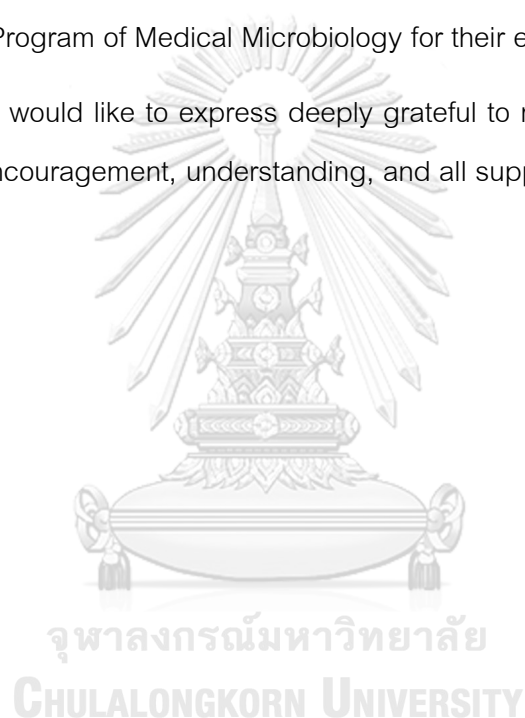 Program of Medical Microbiology for their e
would like to express deeply grateful to r
ncouragement, understanding, and all supp
จุฬาลงกรณ์มหาวิทยาลัย
CHULALONGKORN UNIVERSITY